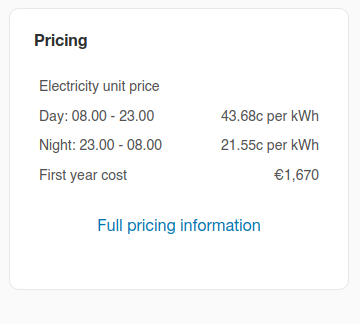 Pricing
Electricity unit price
Day: 08.00 - 23.00 43.68c per kWh
Night: 23.00 - 08.00 21.55c per kWh
First year cost €1,670
Full pricing information